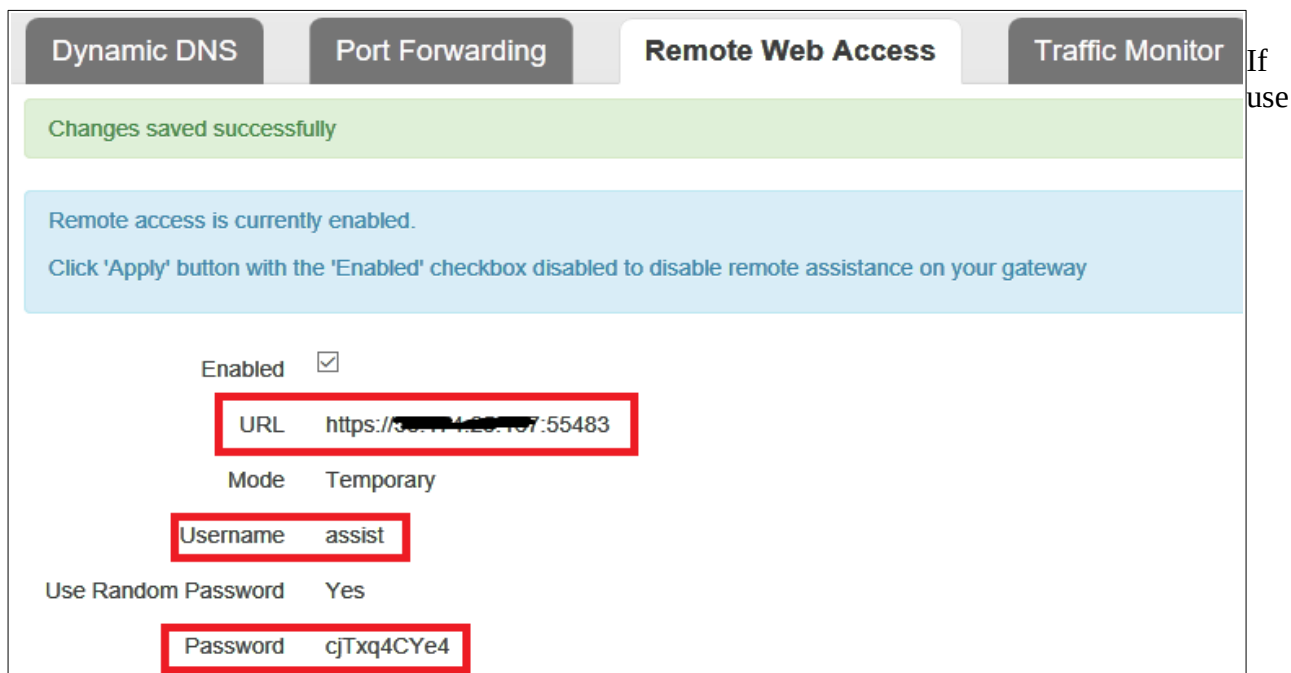 Dynamic DNS Port Forwarding Remote Web Access Traffic Monitor
If
use
Changes saved successfully
Remote access is currently enabled.
Click 'Apply' button with the 'Enabled' checkbox disabled to disable remote assistance on your gateway
Enabled
URL https:// :55483
Mode Temporary
Username assist
Use Random Password Yes
Password cjTxq4CYe4